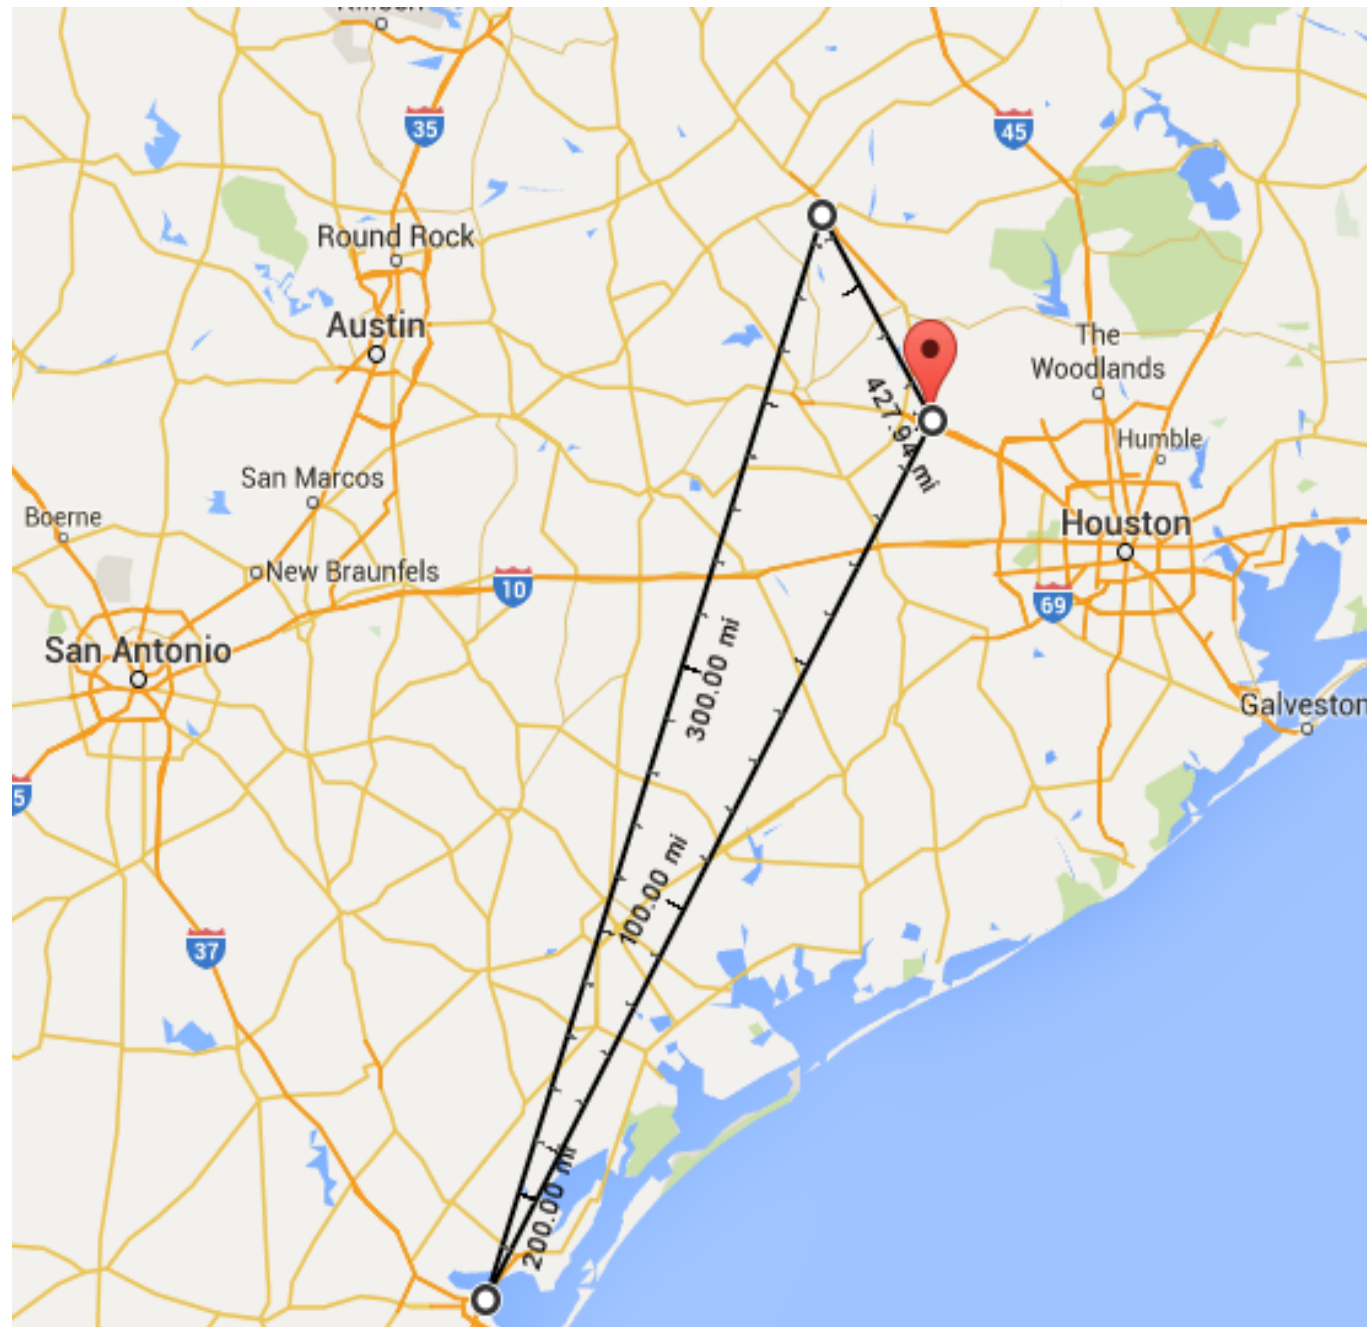 35
45
Round Rock
Austin
The
Woodlands
427.94 mi
Humble
San Marcos
Boerne
Houston
New Braunfels
10
69
300.00 mi
San Antonio
Galveston
5
100.00 mi
37
200.00 mi